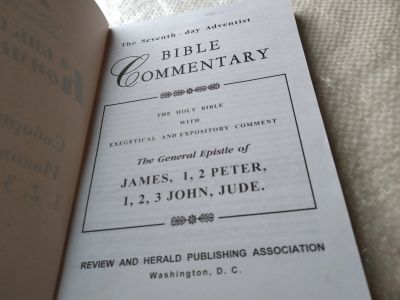 The Seventh-day Adventist
BIBLE
COMMENTARY
THE HOLY BIBLE
WITH
EXEGETICAL AND EXPOSITORY COMMENT
The General Epistle of
JAMES, 1, 2 PETER,
1, 2, 3 JOHN, JUDE.
REVIEW AND HERALD PUBLISHING ASSOCIATION
Washington, D. C.